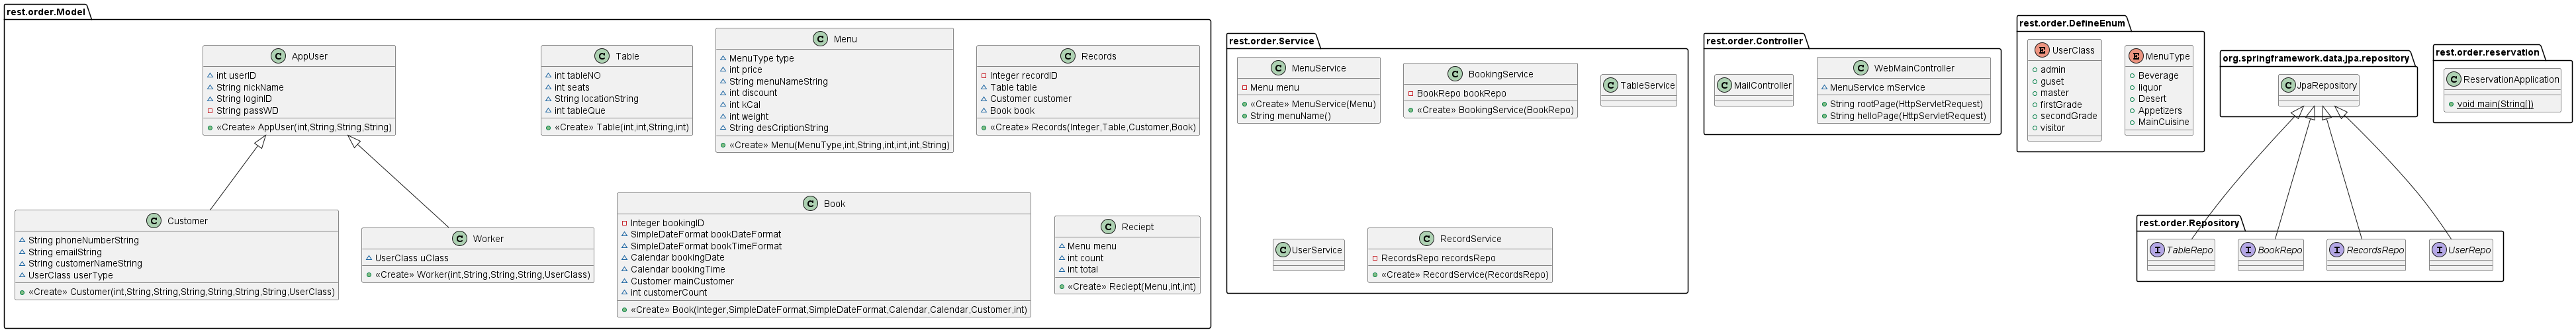 rest.order.Model
C AppUser
int userID
String nickName
String loginID
String passWD
«Create» AppUser(int,String,String,String)
C Table
int tableNO
int seats
String locationString
int tableQue
«Create» Table(int,int,String,int)
C Menu
MenuType type
int price
String menuNameString
int discount
int kCal
int weight
String desCriptionString
«Create» Menu(MenuType,int,String,int,int,int,String)
C Records
Integer recordID
Table table
Customer customer
Book book
«Create» Records(Integer,Table,Customer,Book)
C Customer
String phoneNumberString
String emailString
String customerNameString
UserClass userType
«Create» Customer(int,String,String,String,String,String,String,UserClass)
C Worker
UserClass uClass
«Create» Worker(int,String,String,String,UserClass)
C Book
Integer bookingID
SimpleDateFormat bookDateFormat
SimpleDateFormat bookTimeFormat
Calendar bookingDate
Calendar bookingTime
Customer mainCustomer
int customerCount
«Create» Book(Integer,SimpleDateFormat,SimpleDateFormat,Calendar,Calendar,Customer,int)
C Reciept
Menu menu
int count
int total
«Create» Reciept(Menu,int,int)
rest.order.Service
C MenuService
Menu menu
«Create» MenuService(Menu)
String menuName()
C BookingService
BookRepo bookRepo
«Create» BookingService(BookRepo)
C TableService
C UserService
C RecordService
RecordsRepo recordsRepo
«Create» RecordService(RecordsRepo)
rest.order.Controller
C MailController
C WebMainController
MenuService mService
String rootPage(HttpServletRequest)
String helloPage(HttpServletRequest)
rest.order.DefineEnum
E UserClass
admin
guset
master
firstGrade
secondGrade
visitor
E MenuType
Beverage
liquor
Desert
Appetizers
MainCuisine
org.springframework.data.jpa.repository
C JpaRepository
rest.order.Repository
I TableRepo
I BookRepo
I RecordsRepo
I UserRepo
rest.order.reservation
C ReservationApplication
void main(String[])